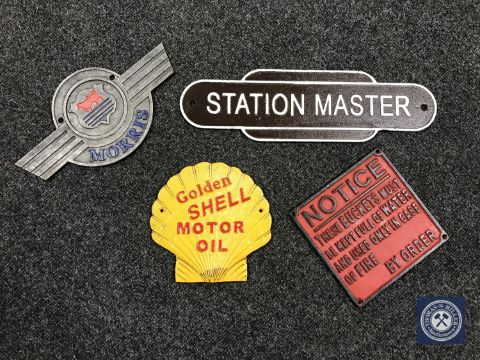 MORRIS
STATION MASTER
Golden
SHELL
MOTOR
OIL
NOTICE
THESE BUCKETS MUST
BE KEPT FULL OF WATER
AND USED ONLY IN CASE
OF FIRE
BY ORDER